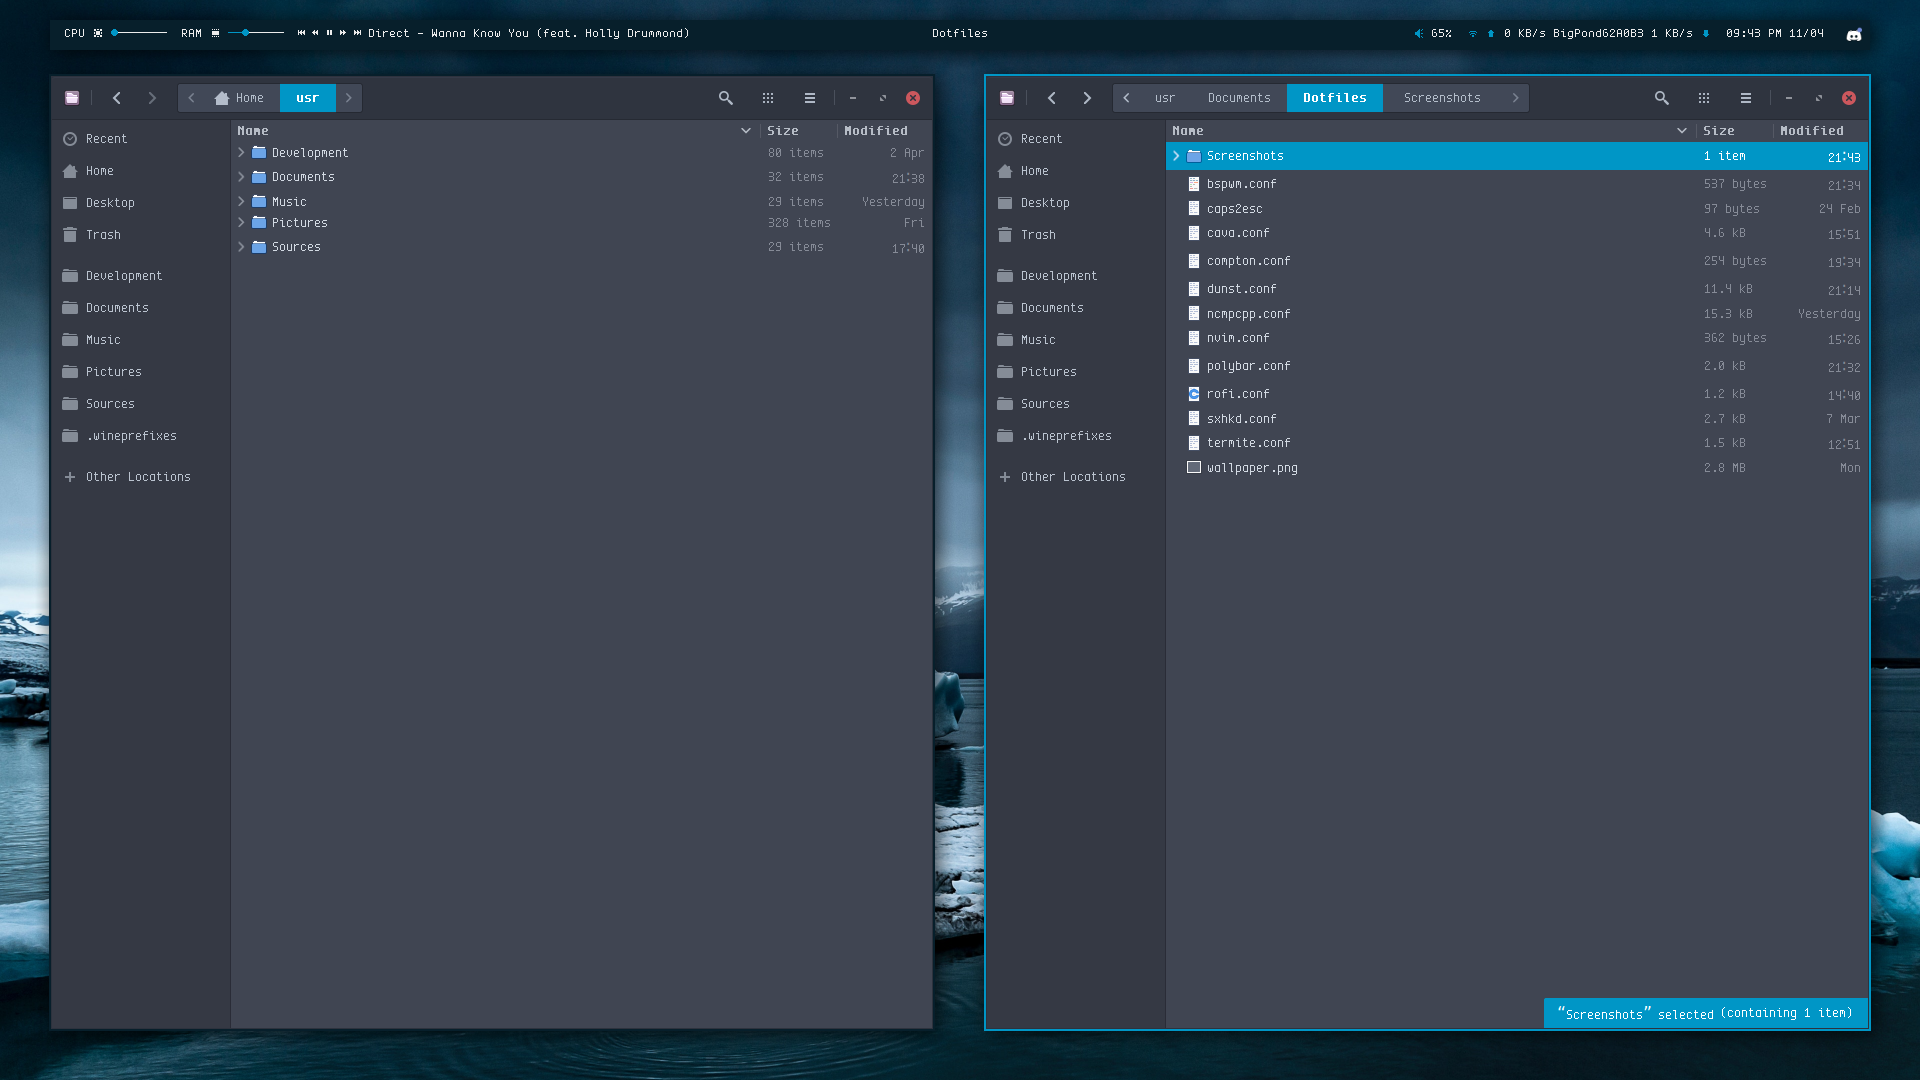 CPU RAM Direct - Wanna Know You (feat. Holly Drummond) Dotfiles 65% 0 KB/s BigPond62A0B3 1 KB/s 09:43 PM 11/04
Home usr
Recent
Home
Desktop
Trash
Development
Documents
Music
Pictures
Sources
.wineprefixes
Other Locations
Name Size Modified
Development 80 items 2 Apr
Documents 32 items 21:38
Music 29 items Yesterday
Pictures 328 items Fri
Sources 29 items 17:40
usr Documents Dotfiles Screenshots
Recent
Home
Desktop
Trash
Development
Documents
Music
Pictures
Sources
.wineprefixes
Other Locations
Name Size Modified
Screenshots 1 item 21:43
bspwm.conf 537 bytes 21:34
caps2esc 97 bytes 24 Feb
cava.conf 4.6 kB 15:51
compton.conf 254 bytes 19:34
dunst.conf 11.4 kB 21:14
ncmpcpp.conf 15.3 kB Yesterday
nvim.conf 362 bytes 15:26
polybar.conf 2.0 kB 21:32
rofi.conf 1.2 kB 14:40
sxhkd.conf 2.7 kB 7 Mar
termite.conf 1.5 kB 12:51
wallpaper.png 2.8 MB Mon
“Screenshots” selected (containing 1 item)